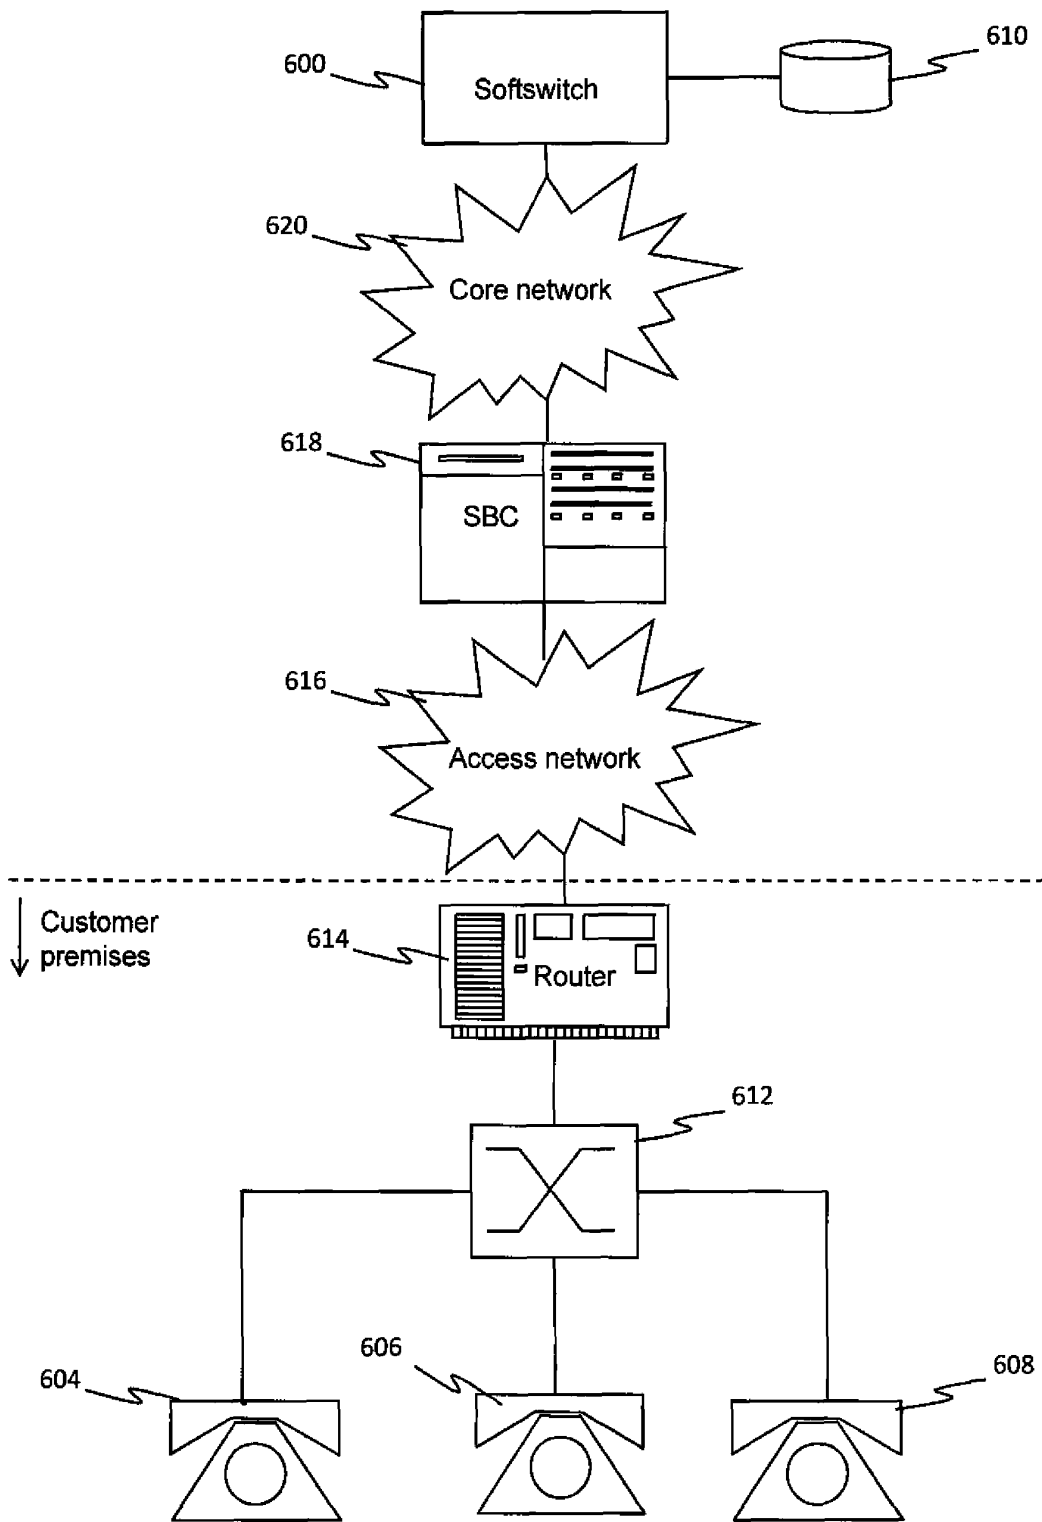 610
600
Softswitch
620
Core network
618
SBC
616
Access network
Customer
premises
614
Router
612
606
608
604